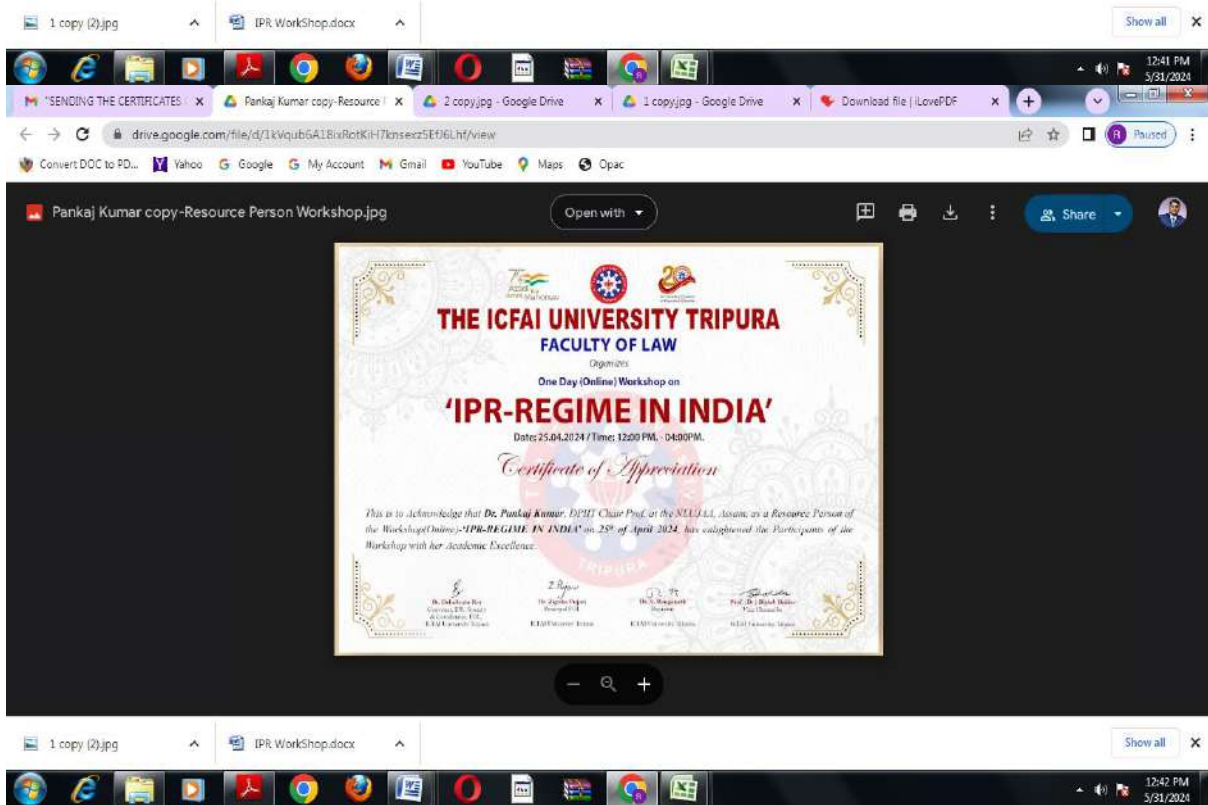 1 copy (2).jpg
IPR WorkShop.docx
Show all
12:41 PM
5/31/2024
"SENDING THE CERTIFICATES
Pankaj Kumar copy-Resource
2 copy.jpg - Google Drive
1 copy.jpg - Google Drive
Download file | iLovePDF
drive.google.com/file/d/
Paused
Convert DOC to PD...
Yahoo
Google
My Account
Gmail
YouTube
Maps
Opac
Pankaj Kumar copy-Resource Person Workshop.jpg
Open with
Share
THE ICFAI UNIVERSITY TRIPURA
FACULTY OF LAW
Organizes
One Day (Online) Workshop on
'IPR-REGIME IN INDIA'
Date: 25.04.2024 / Time: 12:00 PM. - 04:00PM.
Certificate of Appreciation
This is to Acknowledge that Dr. Pankaj Kumar, DPIIT Chair Prof. at the NLUJAA, Assam, as a Resource Person of
the Workshop(Online)-'IPR-REGIME IN INDIA' on 25th of April 2024, has enlightened the Participants of the
Workshop with her Academic Excellence.
TRIPURA
ICFAI University Tripura
1 copy (2).jpg
IPR WorkShop.docx
Show all
12:42 PM
5/31/2024